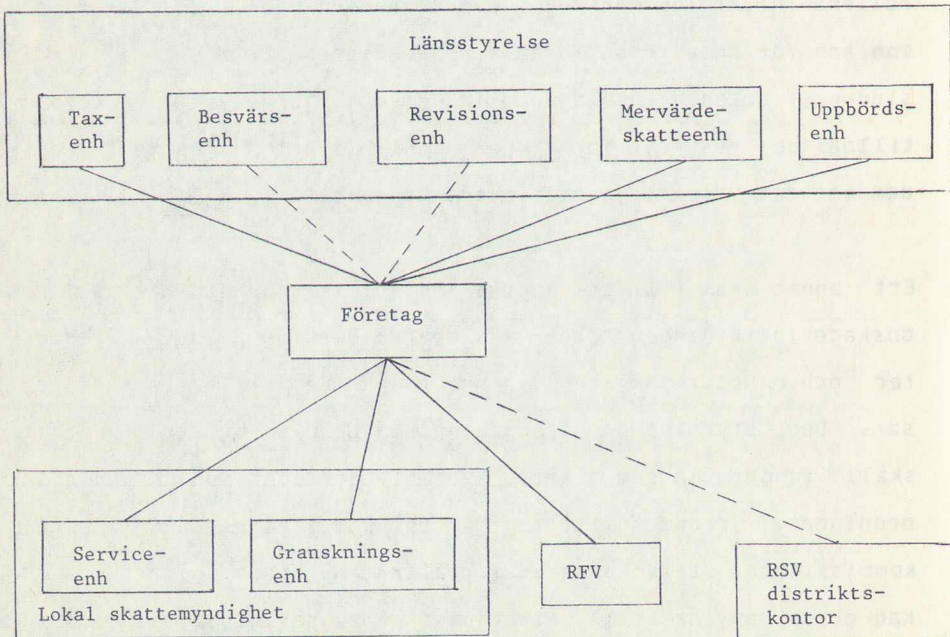 Länsstyrelse
Tax-
enh
Besvärs-
enh
Revisions-
enh
Mervärde-
skatteenh
Uppbörds-
enh
Företag
Service-
enh
Gransknings-
enh
Lokal skattemyndighet
RFV
RSV
distrikts-
kontor